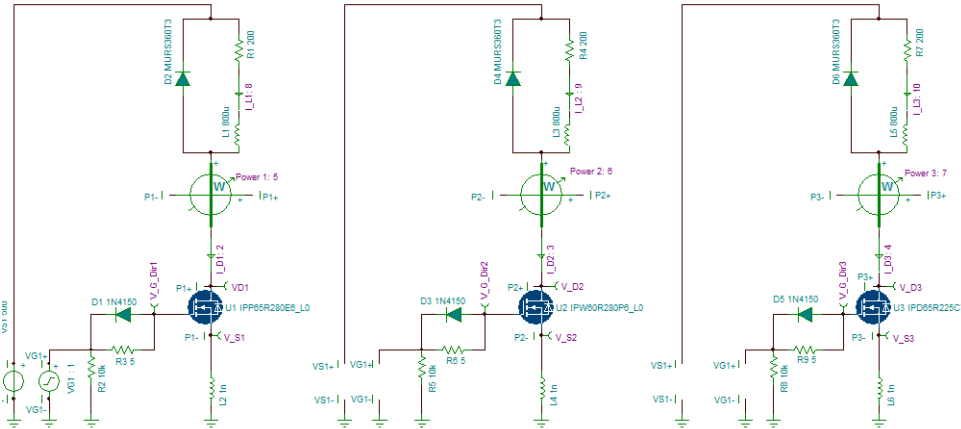 D2 MURS360T3
R1 200
I_L1: 8
L1 800u
Power 1: 5
W
+
P1-
P1+
I_D1: 2
V_G_Dir1
P1+
VD1
D1 1N4150
U1 IPP65R280E6_L0
P1-
V_S1
R3 5
R2 10k
L2 1n
VG1+
VG1 : 1
VG1-
+
-
D4 MURS360T3
R4 200
I_L2: 9
L3 800u
Power 2: 6
W
+
P2-
P2+
I_D2: 3
V_G_Dir2
P2+
V_D2
D3 1N4150
U2 IPW60R280P6_L0
P2-
V_S2
R6 5
R5 10k
L4 1n
VS1+
VG1+
VS1-
VG1-
D6 MURS360T3
R7 200
I_L3: 10
L5 800u
Power 3: 7
W
+
P3-
P3+
I_D3: 4
V_G_Dir3
P3+
V_D3
D5 1N4150
U3 IPD65R225C
P3-
V_S3
R9 5
R8 10k
L6 1n
VG1+
VS1-
VG1-